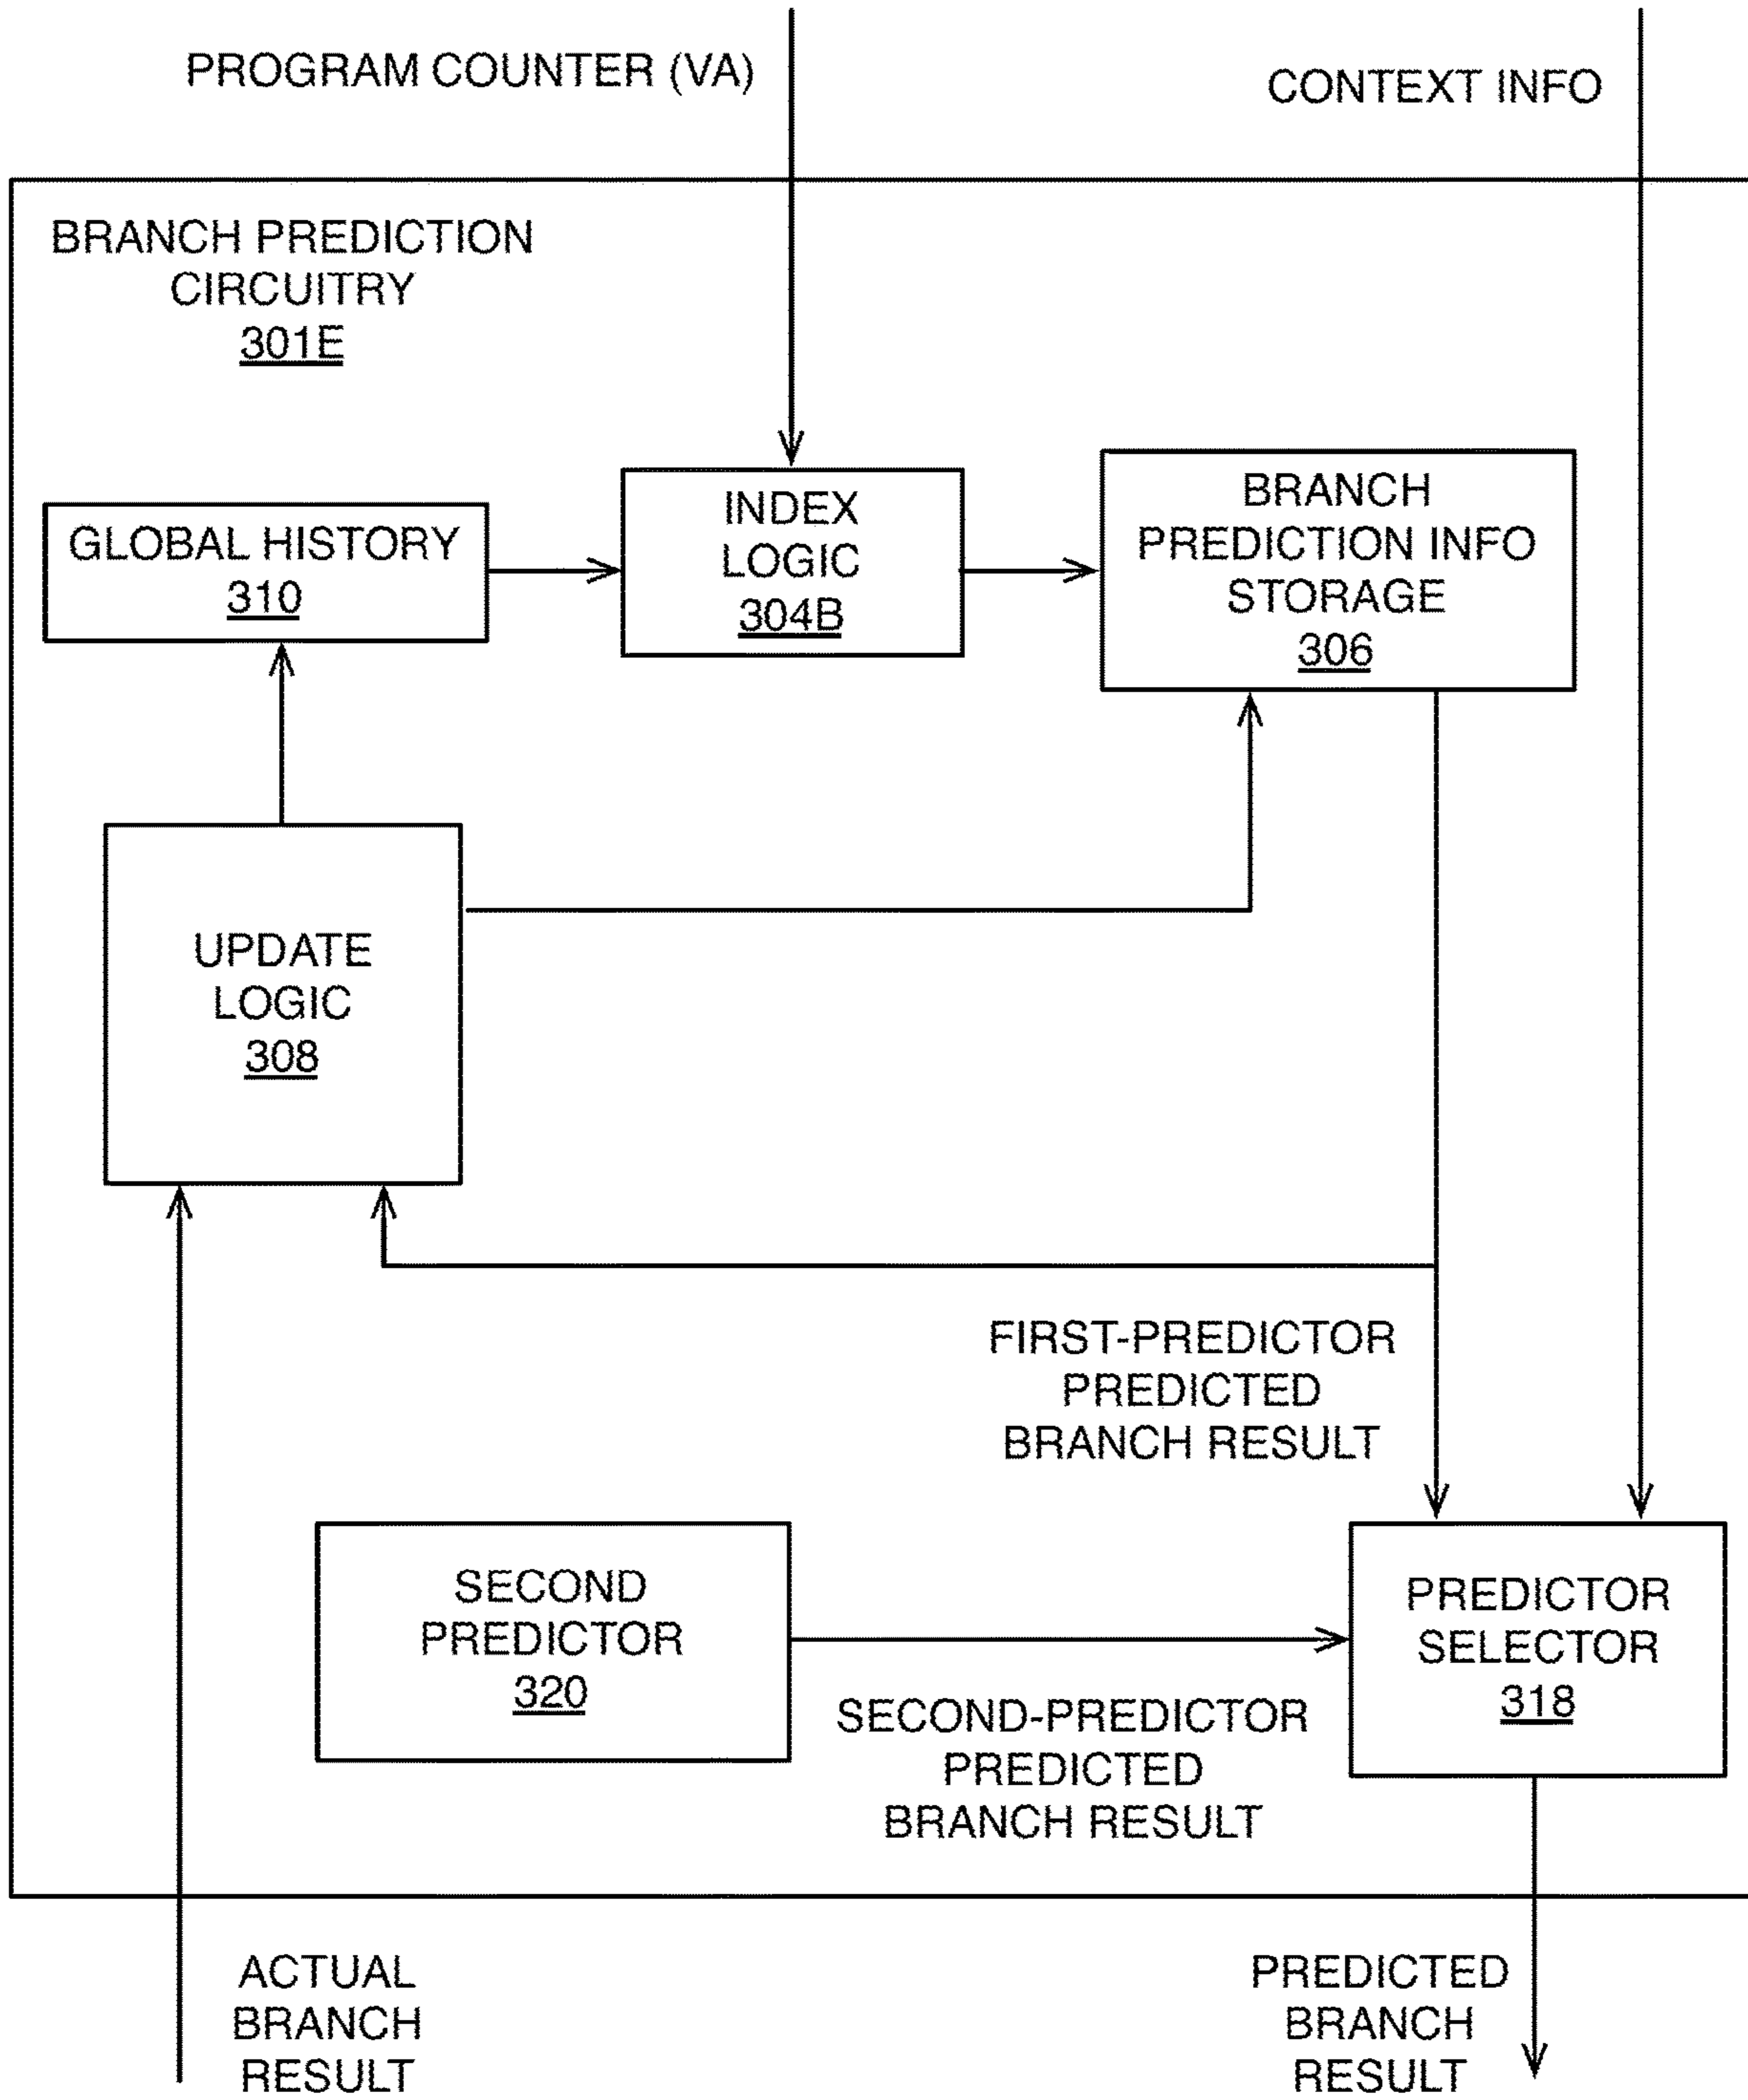 PROGRAM COUNTER (VA)
CONTEXT INFO
BRANCH PREDICTION
CIRCUITRY
301E
GLOBAL HISTORY
310
INDEX
LOGIC
304B
BRANCH
PREDICTION INFO
STORAGE
306
UPDATE
LOGIC
308
FIRST-PREDICTOR
PREDICTED
BRANCH RESULT
SECOND
PREDICTOR
320
SECOND-PREDICTOR
PREDICTED
BRANCH RESULT
PREDICTOR
SELECTOR
318
ACTUAL
BRANCH
RESULT
PREDICTED
BRANCH
RESULT